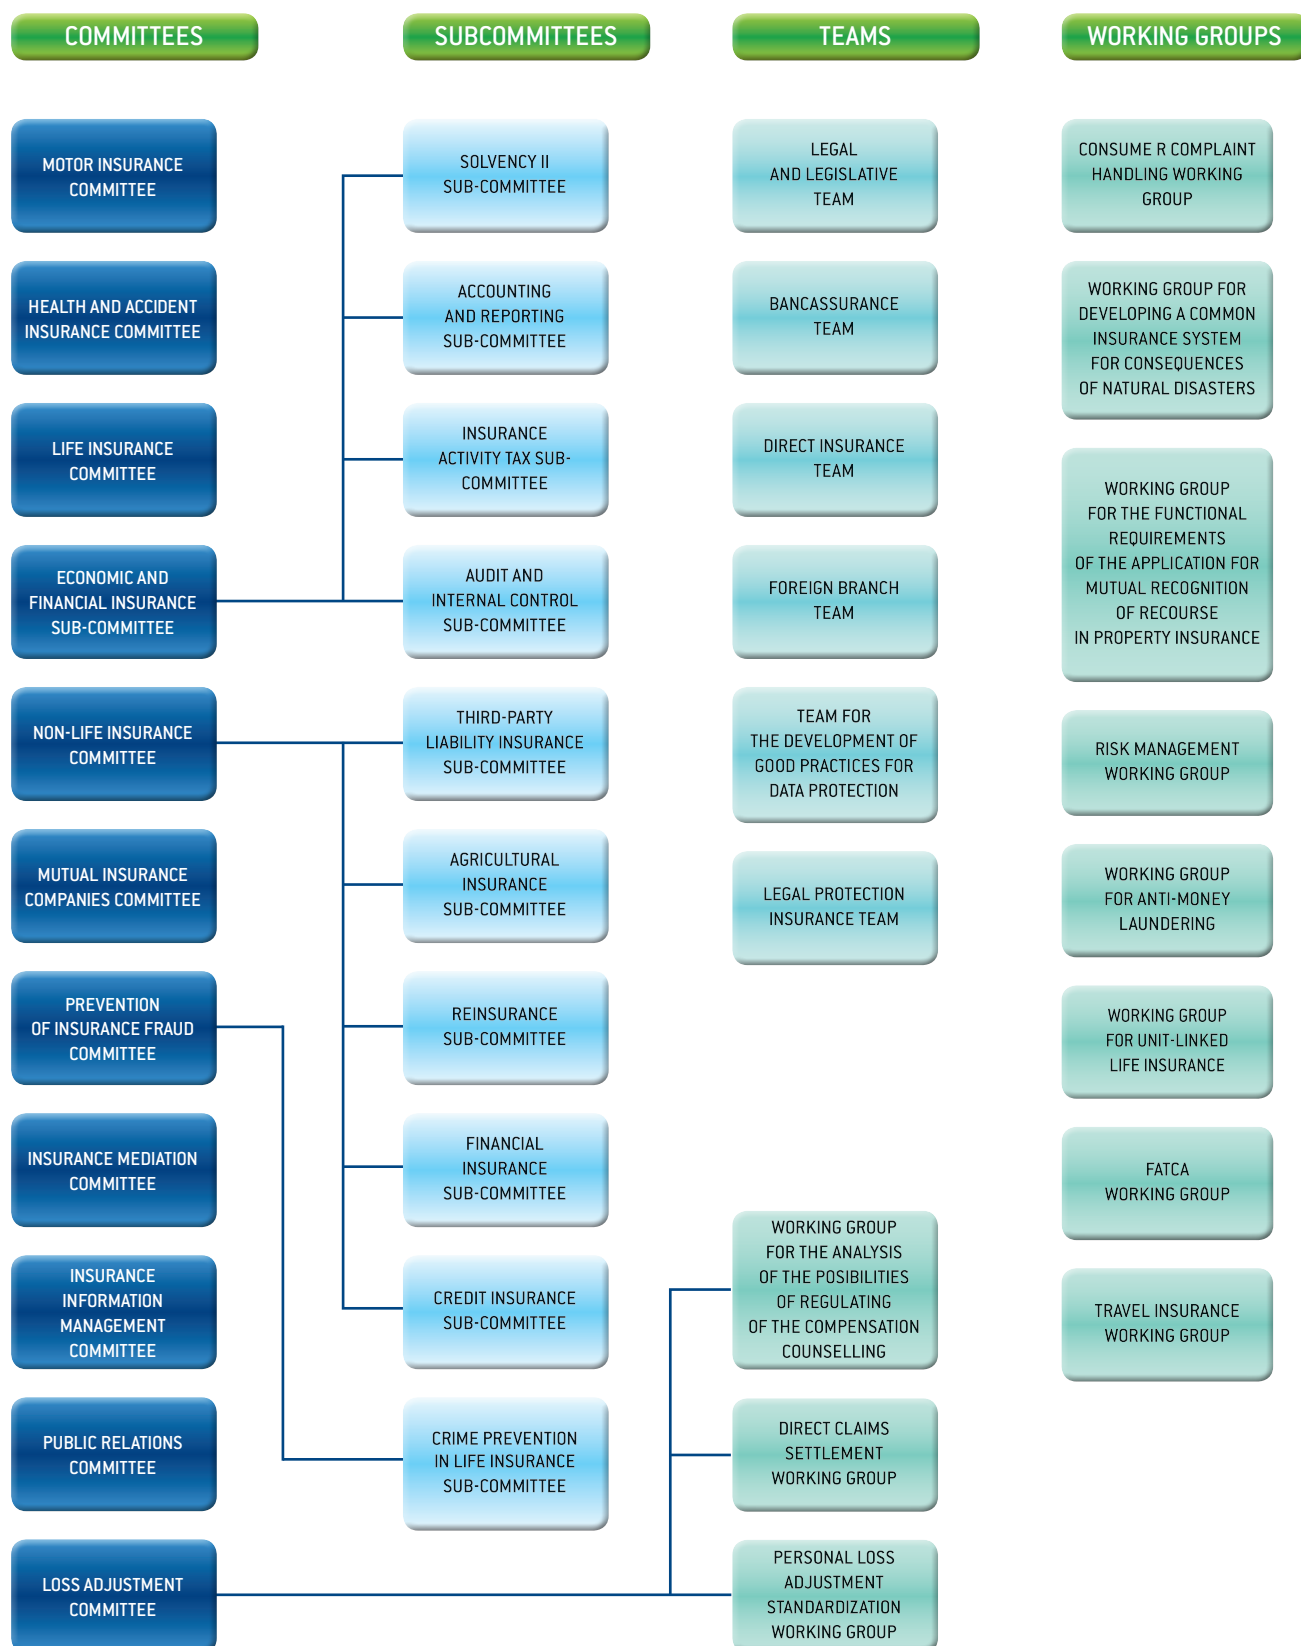 COMMITTEES
SUBCOMMITTEES
TEAMS
WORKING GROUPS
MOTOR INSURANCE
COMMITTEE
HEALTH AND ACCIDENT
INSURANCE COMMITTEE
LIFE INSURANCE
COMMITTEE
ECONOMIC AND
FINANCIAL INSURANCE
SUB-COMMITTEE
NON-LIFE INSURANCE
COMMITTEE
MUTUAL INSURANCE
COMPANIES COMMITTEE
PREVENTION
OF INSURANCE FRAUD
COMMITTEE
INSURANCE MEDIATION
COMMITTEE
INSURANCE
INFORMATION
MANAGEMENT
COMMITTEE
PUBLIC RELATIONS
COMMITTEE
LOSS ADJUSTMENT
COMMITTEE
SOLVENCY II
SUB-COMMITTEE
ACCOUNTING
AND REPORTING
SUB-COMMITTEE
INSURANCE
ACTIVITY TAX SUB-
COMMITTEE
AUDIT AND
INTERNAL CONTROL
SUB-COMMITTEE
THIRD-PARTY
LIABILITY INSURANCE
SUB-COMMITTEE
AGRICULTURAL
INSURANCE
SUB-COMMITTEE
REINSURANCE
SUB-COMMITTEE
FINANCIAL
INSURANCE
SUB-COMMITTEE
CREDIT INSURANCE
SUB-COMMITTEE
CRIME PREVENTION
IN LIFE INSURANCE
SUB-COMMITTEE
LEGAL
AND LEGISLATIVE
TEAM
BANCASSURANCE
TEAM
DIRECT INSURANCE
TEAM
FOREIGN BRANCH
TEAM
TEAM FOR
THE DEVELOPMENT OF
GOOD PRACTICES FOR
DATA PROTECTION
LEGAL PROTECTION
INSURANCE TEAM
WORKING GROUP
FOR THE ANALYSIS
OF THE POSIBILITIES
OF REGULATING
OF THE COMPENSATION
COUNSELLING
DIRECT CLAIMS
SETTLEMENT
WORKING GROUP
PERSONAL LOSS
ADJUSTMENT
STANDARDIZATION
WORKING GROUP
CONSUME R COMPLAINT
HANDLING WORKING
GROUP
WORKING GROUP FOR
DEVELOPING A COMMON
INSURANCE SYSTEM
FOR CONSEQUENCES
OF NATURAL DISASTERS
WORKING GROUP
FOR THE FUNCTIONAL
REQUIREMENTS
OF THE APPLICATION FOR
MUTUAL RECOGNITION
OF RECOURSE
IN PROPERTY INSURANCE
RISK MANAGEMENT
WORKING GROUP
WORKING GROUP
FOR ANTI-MONEY
LAUNDERING
WORKING GROUP
FOR UNIT-LINKED
LIFE INSURANCE
FATCA
WORKING GROUP
TRAVEL INSURANCE
WORKING GROUP